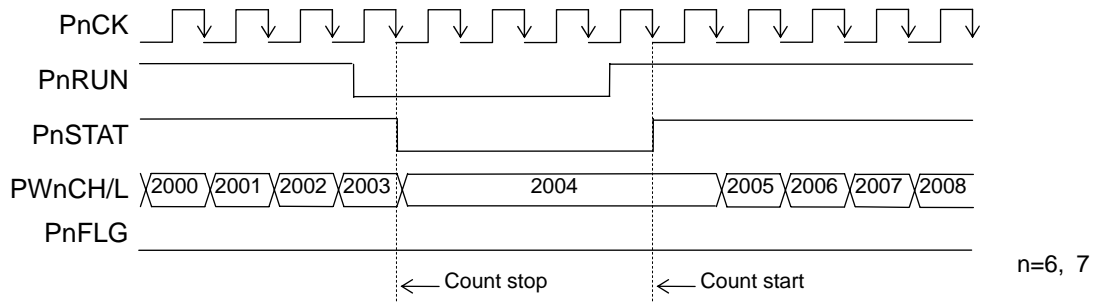 PnCK
PnRUN
PnSTAT
PWnCH/L 2000 2001 2002 2003 2004 2005 2006 2007 2008
PnFLG
n=6, 7
Count stop Count start